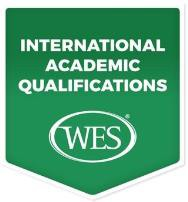 INTERNATIONAL
ACADEMIC
QUALIFICATIONS
WES®